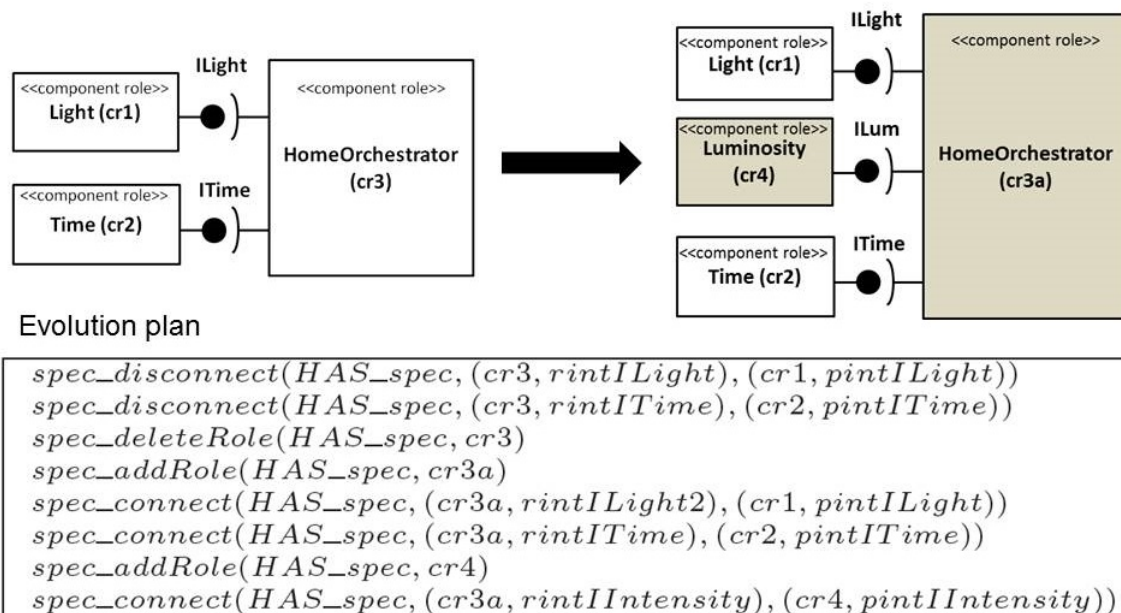 <<component role>>
Light (cr1)
ILight
<<component role>>
HomeOrchestrator
(cr3)
<<component role>>
Time (cr2)
ITime
<<component role>>
Light (cr1)
ILight
<<component role>>
Luminosity
(cr4)
ILum
<<component role>>
HomeOrchestrator
(cr3a)
<<component role>>
Time (cr2)
ITime
Evolution plan
spec_disconnect(HAS_spec, (cr3, rintILight), (cr1, pintILight))
spec_disconnect(HAS_spec, (cr3, rintITime), (cr2, pintITime))
spec_deleteRole(HAS_spec, cr3)
spec_addRole(HAS_spec, cr3a)
spec_connect(HAS_spec, (cr3a, rintILight2), (cr1, pintILight))
spec_connect(HAS_spec, (cr3a, rintITime), (cr2, pintITime))
spec_addRole(HAS_spec, cr4)
spec_connect(HAS_spec, (cr3a, rintIIntensity), (cr4, pintIIntensity))